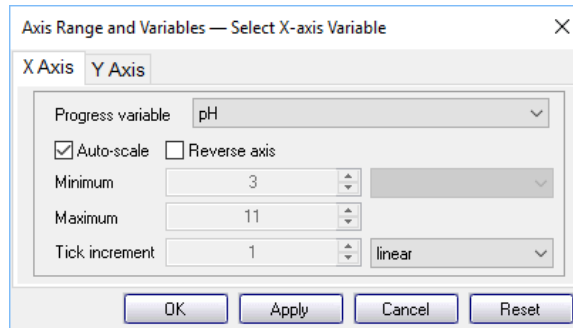 Axis Range and Variables — Select X-axis Variable
X Axis Y Axis
Progress variable pH
Auto-scale Reverse axis
Minimum 3
Maximum 11
Tick increment 1 linear
OK Apply Cancel Reset